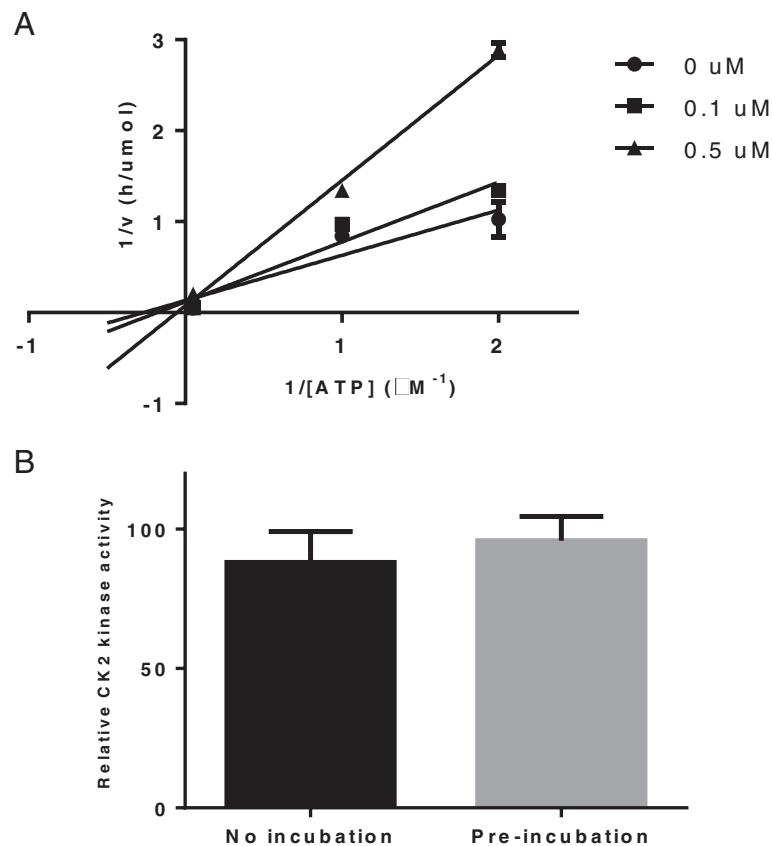 A
3
2
1
-1
-1
1
2
1/v (h/umol)
1/[ATP] (□M⁻¹)
0 uM
0.1 uM
0.5 uM
B
100
50
0
Relative CK2 kinase activity
No incubation
Pre-incubation